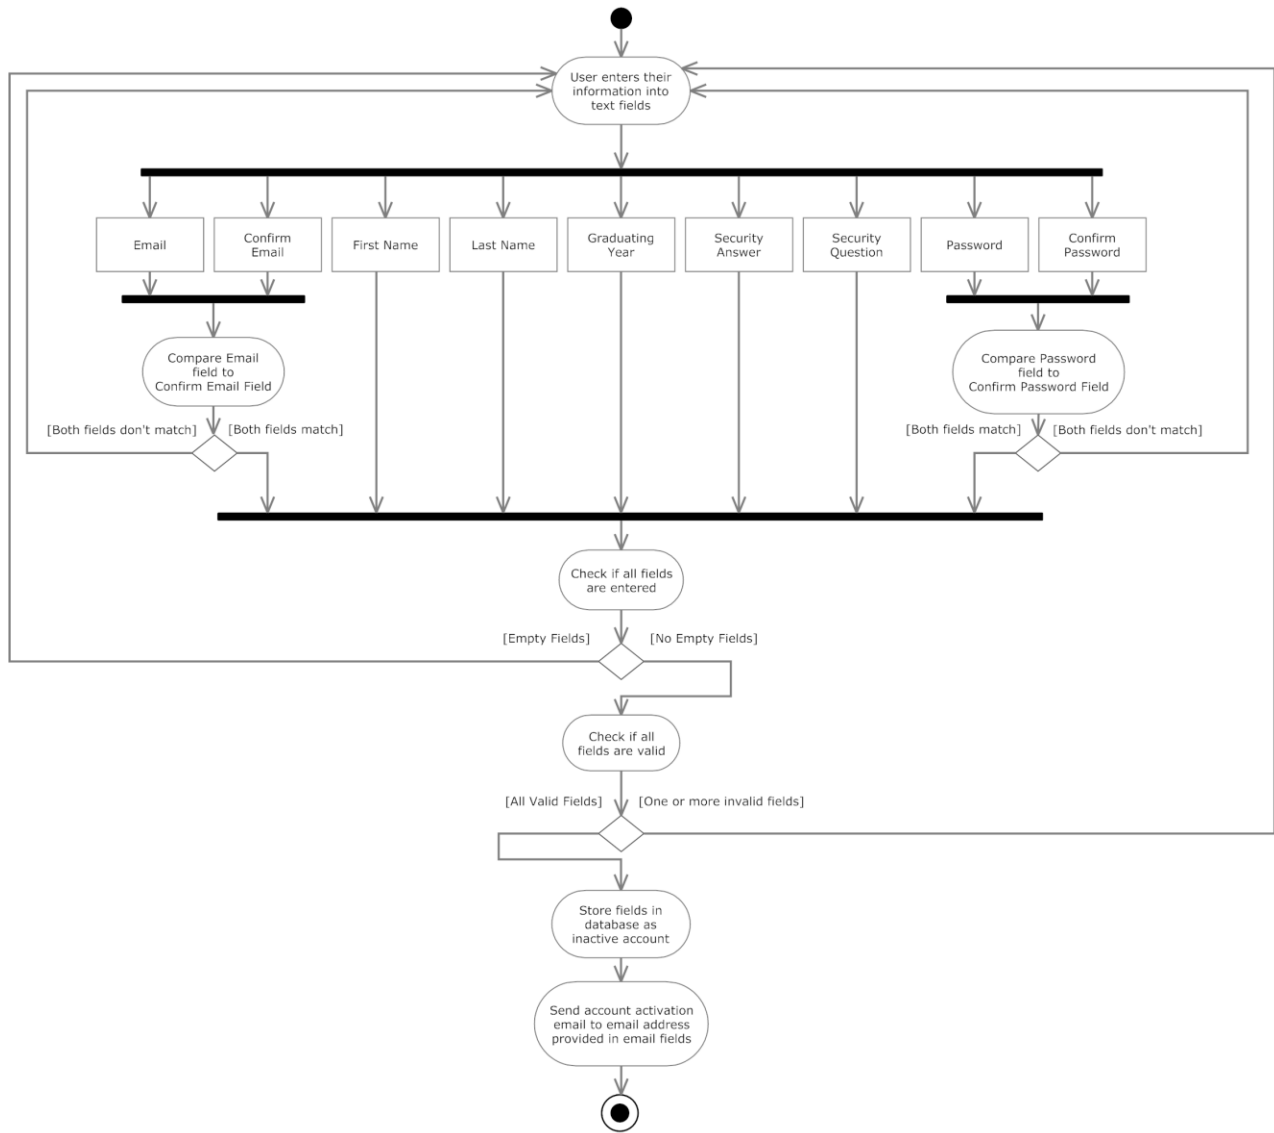 User enters their
information into
text fields
Email
Confirm
Email
First Name
Last Name
Graduating
Year
Security
Answer
Security
Question
Password
Confirm
Password
Compare Email
field to
Confirm Email Field
Compare Password
field to
Confirm Password Field
[Both fields don't match]
[Both fields match]
[Both fields match]
[Both fields don't match]
Check if all fields
are entered
[Empty Fields]
[No Empty Fields]
Check if all
fields are valid
[All Valid Fields]
[One or more invalid fields]
Store fields in
database as
inactive account
Send account activation
email to email address
provided in email fields